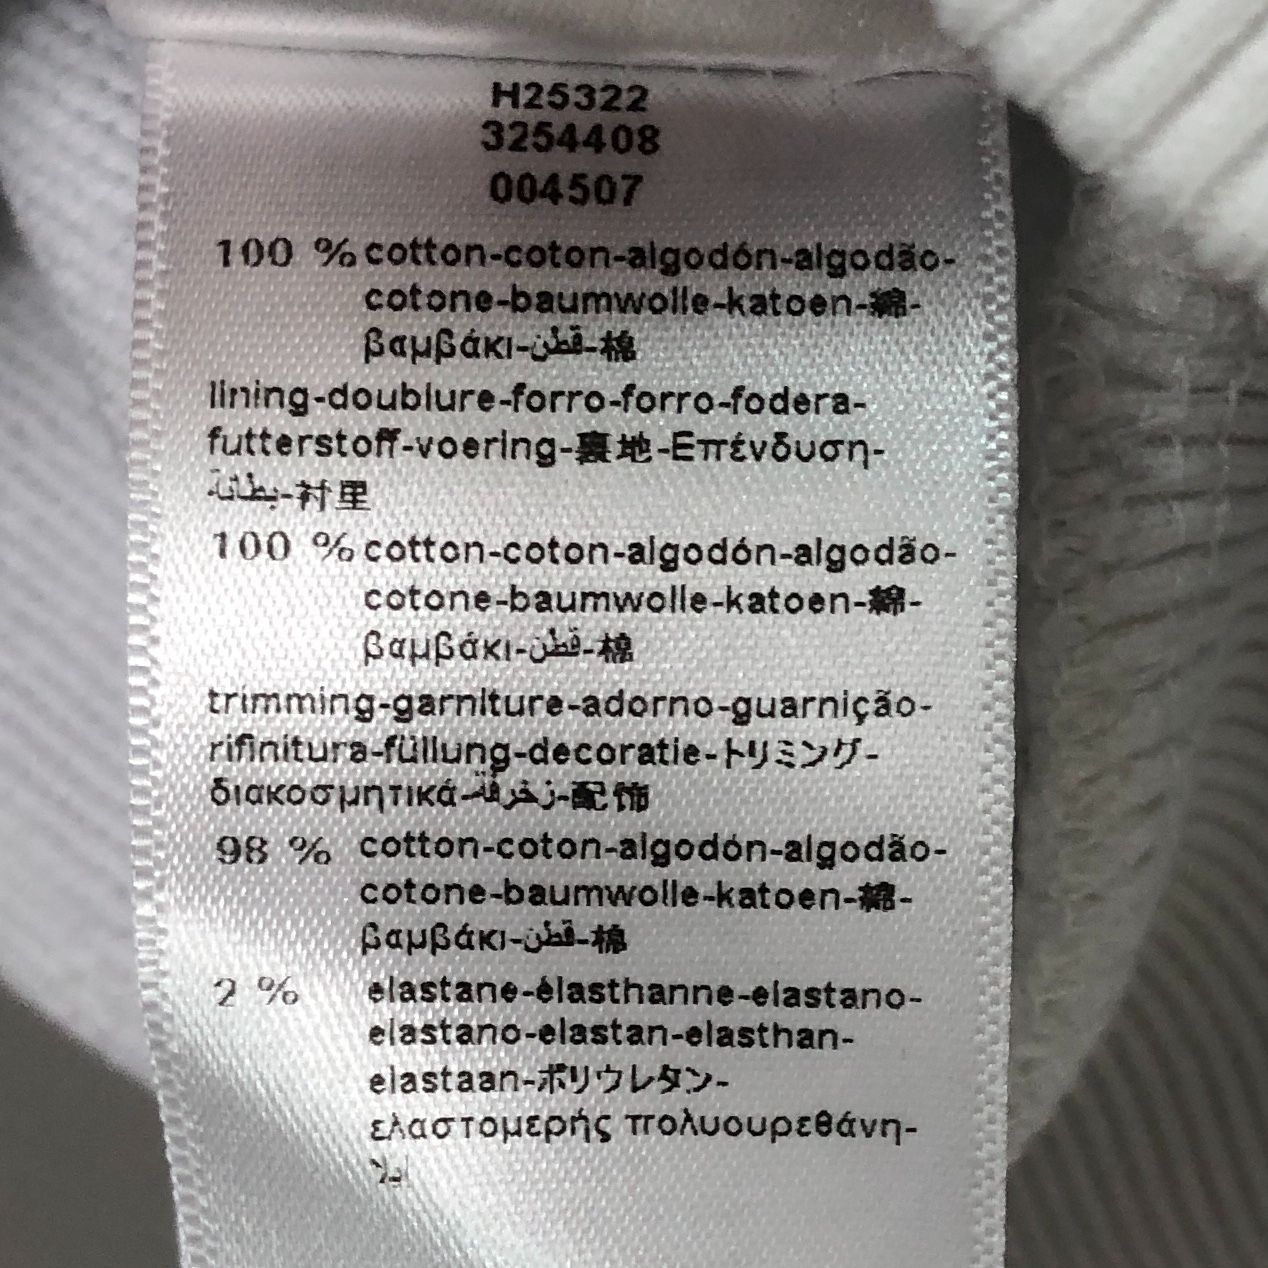 H25322
3254408
004507
100 % cotton-coton-algodón-algodão-
cotone-baumwolle-katoen-綿-
βαμβάκι-قطن-棉
lining-doublure-forro-forro-fodera-
futterstoff-voering-裏地-Επένδυση-
بطانة-衬里
100 % cotton-coton-algodón-algodão-
cotone-baumwolle-katoen-綿-
βαμβάκι-قطن-棉
trimming-garniture-adorno-guarnição-
rifinitura-füllung-decoratie-トリミング-
διακοσμητικά-زخرفة-配饰
98 % cotton-coton-algodón-algodão-
cotone-baumwolle-katoen-綿-
βαμβάκι-قطن-棉
2 % elastane-élasthanne-elastano-
elastano-elastan-elasthan-
elastaan-ポリウレタン-
ελαστομερής πολυουρεθάνη-